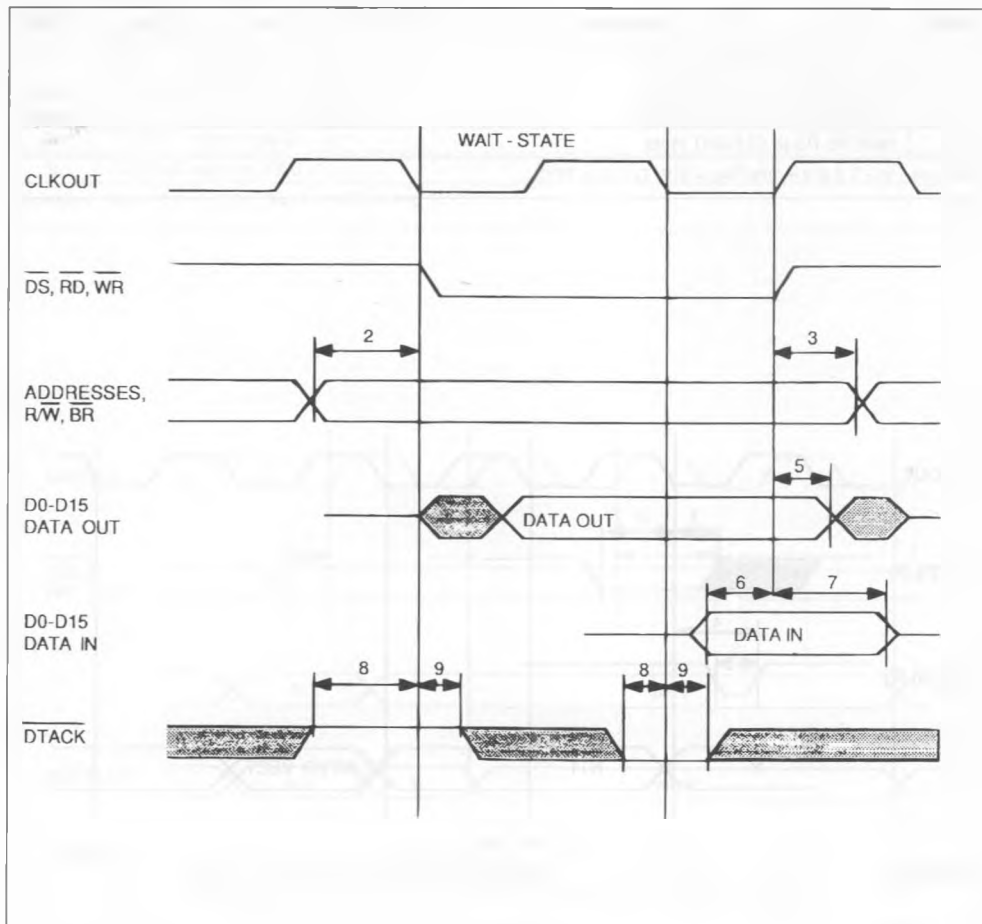 WAIT - STATE
CLKOUT
DS, RD, WR
2
3
ADDRESSES,
R/W, BR
5
D0-D15
DATA OUT
DATA OUT
6
7
D0-D15
DATA IN
DATA IN
8
9
8
9
DTACK